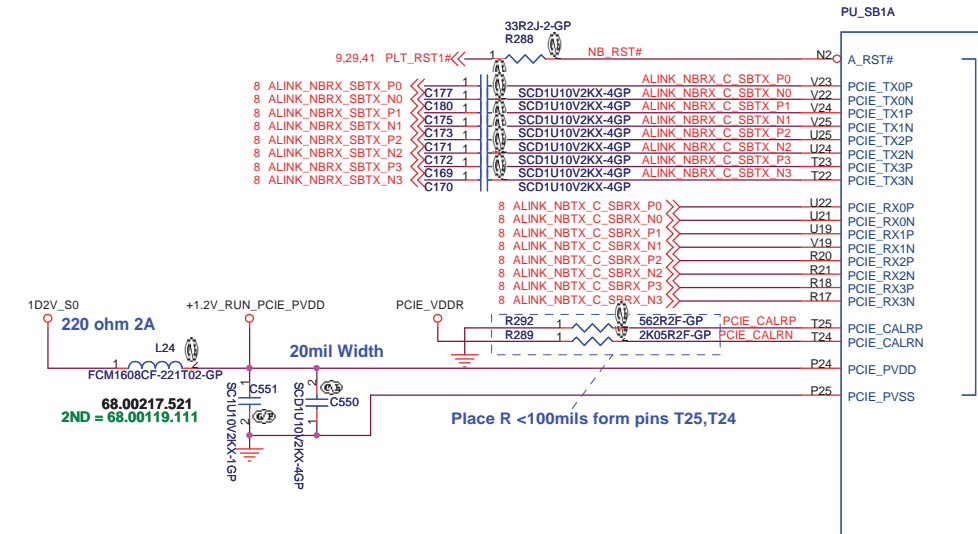 PU_SB1A
33R2J-2-GP
R288
9,29,41 PLT_RST1# 1 NB_RST# N2 A_RST#
8 ALINK_NBRX_SBTX_P0 1 ALINK_NBRX_C_SBTX_P0 V23 PCIE_TX0P
C177 SCD1U10V2KX-4GP
8 ALINK_NBRX_SBTX_N0 1 ALINK_NBRX_C_SBTX_N0 V22 PCIE_TX0N
C180 SCD1U10V2KX-4GP
8 ALINK_NBRX_SBTX_P1 1 ALINK_NBRX_C_SBTX_P1 V24 PCIE_TX1P
C175 SCD1U10V2KX-4GP
8 ALINK_NBRX_SBTX_N1 1 ALINK_NBRX_C_SBTX_N1 V25 PCIE_TX1N
C173 SCD1U10V2KX-4GP
8 ALINK_NBRX_SBTX_P2 1 ALINK_NBRX_C_SBTX_P2 U25 PCIE_TX2P
C171 SCD1U10V2KX-4GP
8 ALINK_NBRX_SBTX_N2 1 ALINK_NBRX_C_SBTX_N2 U24 PCIE_TX2N
C172 SCD1U10V2KX-4GP
8 ALINK_NBRX_SBTX_P3 1 ALINK_NBRX_C_SBTX_P3 T23 PCIE_TX3P
C169 SCD1U10V2KX-4GP
8 ALINK_NBRX_SBTX_N3 1 ALINK_NBRX_C_SBTX_N3 T22 PCIE_TX3N
C170 SCD1U10V2KX-4GP
8 ALINK_NBTX_C_SBRX_P0 U22 PCIE_RX0P
8 ALINK_NBTX_C_SBRX_N0 U21 PCIE_RX0N
8 ALINK_NBTX_C_SBRX_P1 U19 PCIE_RX1P
8 ALINK_NBTX_C_SBRX_N1 V19 PCIE_RX1N
8 ALINK_NBTX_C_SBRX_P2 R20 PCIE_RX2P
8 ALINK_NBTX_C_SBRX_N2 R21 PCIE_RX2N
8 ALINK_NBTX_C_SBRX_P3 R18 PCIE_RX3P
8 ALINK_NBTX_C_SBRX_N3 R17 PCIE_RX3N
1D2V_S0 +1.2V_RUN_PCIE_PVDD PCIE_VDDR
R292 1 562R2F-GP PCIE_CALRP T25 PCIE_CALRP
R289 1 2K05R2F-GP PCIE_CALRN T24 PCIE_CALRN
220 ohm 2A
20mil Width
L24
1
FCM1608CF-221T02-GP
P24 PCIE_PVDD
P25 PCIE_PVSS
68.00217.521
2ND = 68.00119.111
1 C551 2
SC1U10V2KX-1GP
2 C550 1
SCD1U10V2KX-4GP
Place R <100mils form pins T25,T24